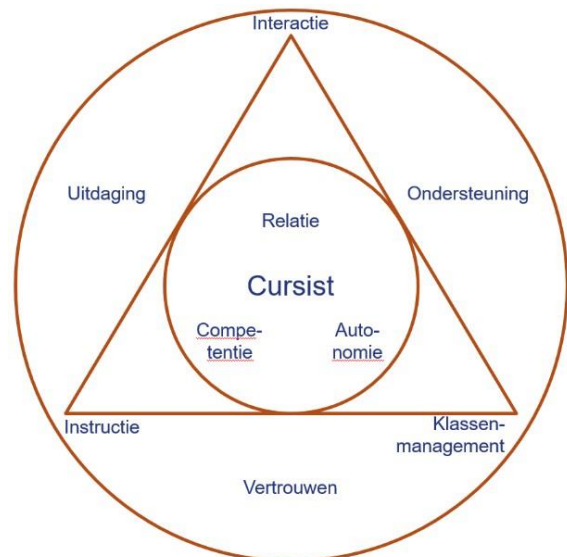 Interactie
Uitdaging
Ondersteuning
Relatie
Cursist
Compe-
tentie
Auto-
nomie
Instructie
Klassen-
management
Vertrouwen